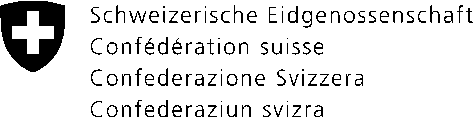 Schweizerische Eidgenossenschaft
Confédération suisse
Confederazione Svizzera
Confederaziun svizra